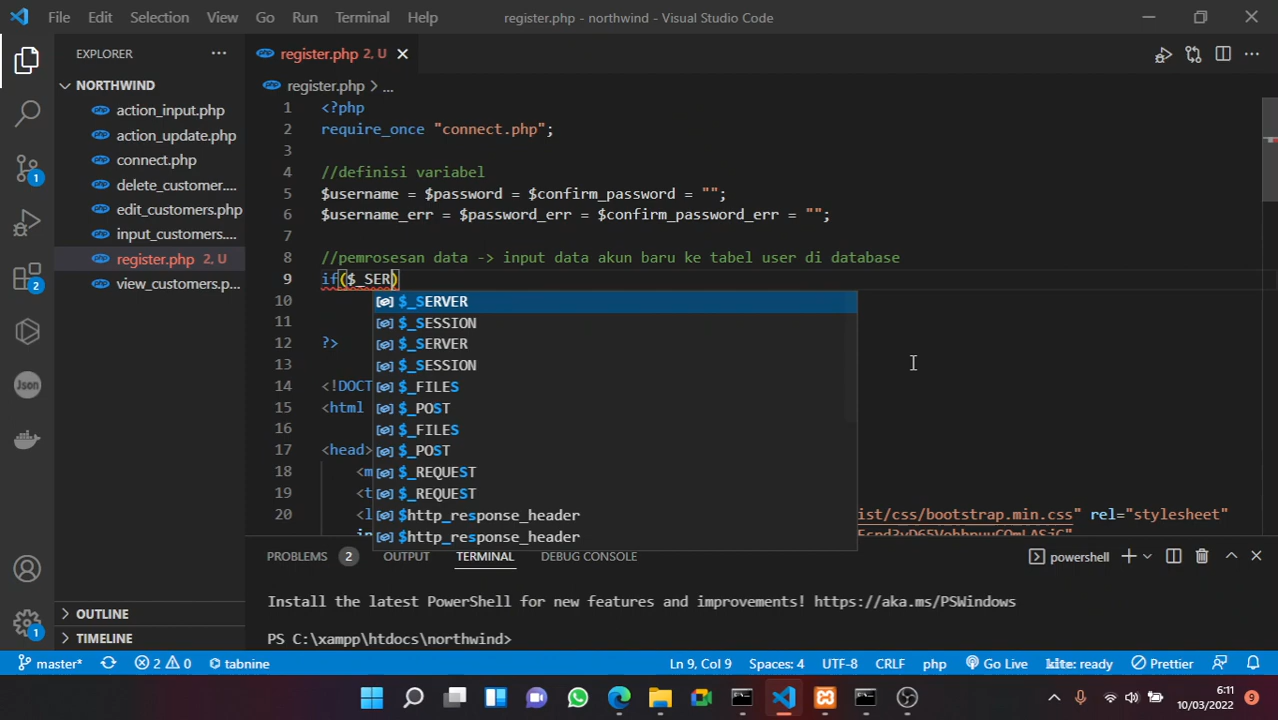 File Edit Selection View Go Run Terminal Help register.php - northwind - Visual Studio Code
EXPLORER
NORTHWIND
action_input.php
action_update.php
connect.php
delete_customer....
edit_customers.php
input_customers....
register.php 2, U
view_customers.p...
OUTLINE
TIMELINE
1
2
1
Json
register.php 2, U
register.php > ...
1 <?php
2 require_once "connect.php";
3
4 //definisi variabel
5 $username = $password = $confirm_password = "";
6 $username_err = $password_err = $confirm_password_err = "";
7
8 //pemrosesan data -> input data akun baru ke tabel user di database
9 if($_SER)
10
11
12 ?>
13
14 <!DOCT
15 <html
16
17 <head>
18 <m
19 <t
20 <l ist/css/bootstrap.min.css" rel="stylesheet"
$_SERVER
$_SESSION
$_SERVER
$_SESSION
$_FILES
$_POST
$_FILES
$_POST
$_REQUEST
$_REQUEST
$http_response_header
$http_response_header
PROBLEMS 2 OUTPUT TERMINAL DEBUG CONSOLE powershell
Install the latest PowerShell for new features and improvements! https://aka.ms/PSWindows
PS C:\xampp\htdocs\northwind>
master* 2 0 tabnine Ln 9, Col 9 Spaces: 4 UTF-8 CRLF php Go Live kite: ready Prettier
6:11
10/03/2022
9